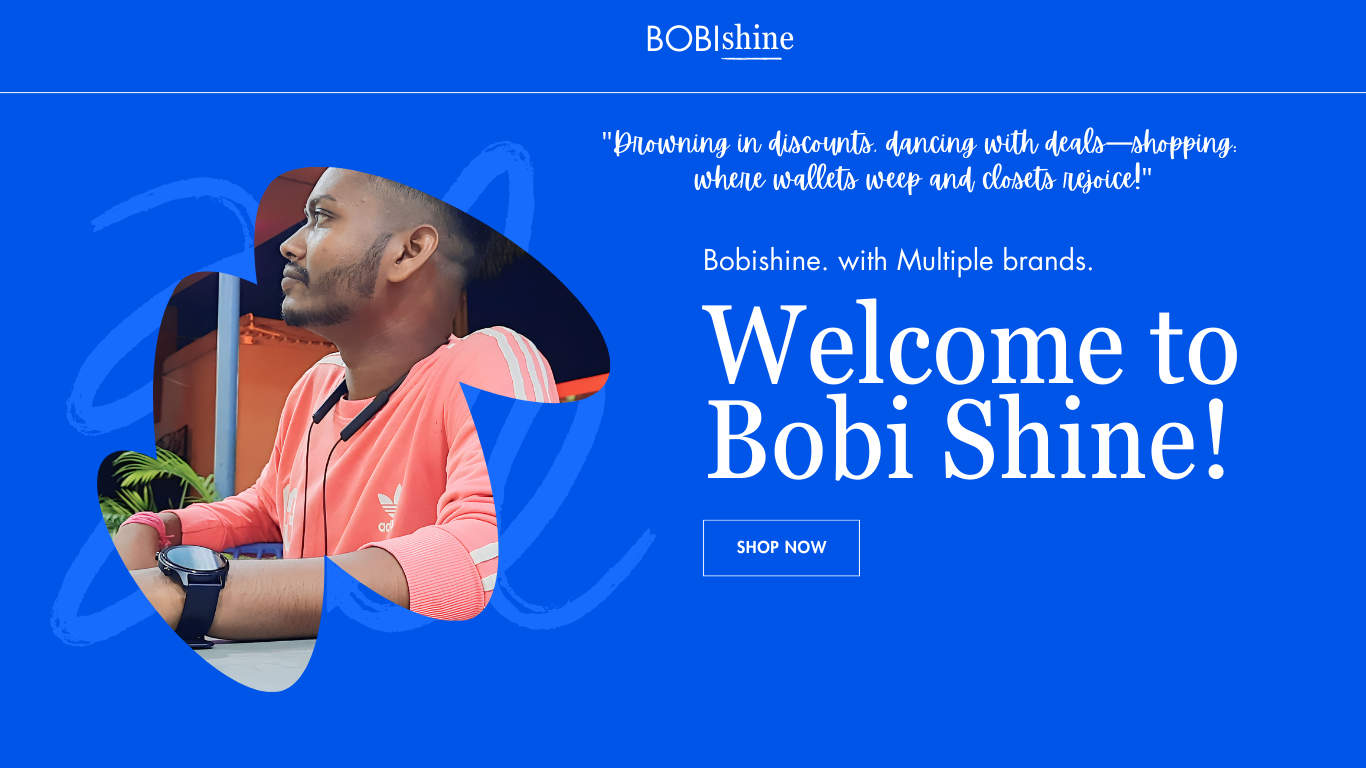 BOBIshine
"Drowning in discounts, dancing with deals—shopping:
where wallets weep and closets rejoice!"
Bobishine. with Multiple brands.
Welcome to
Bobi Shine!
SHOP NOW